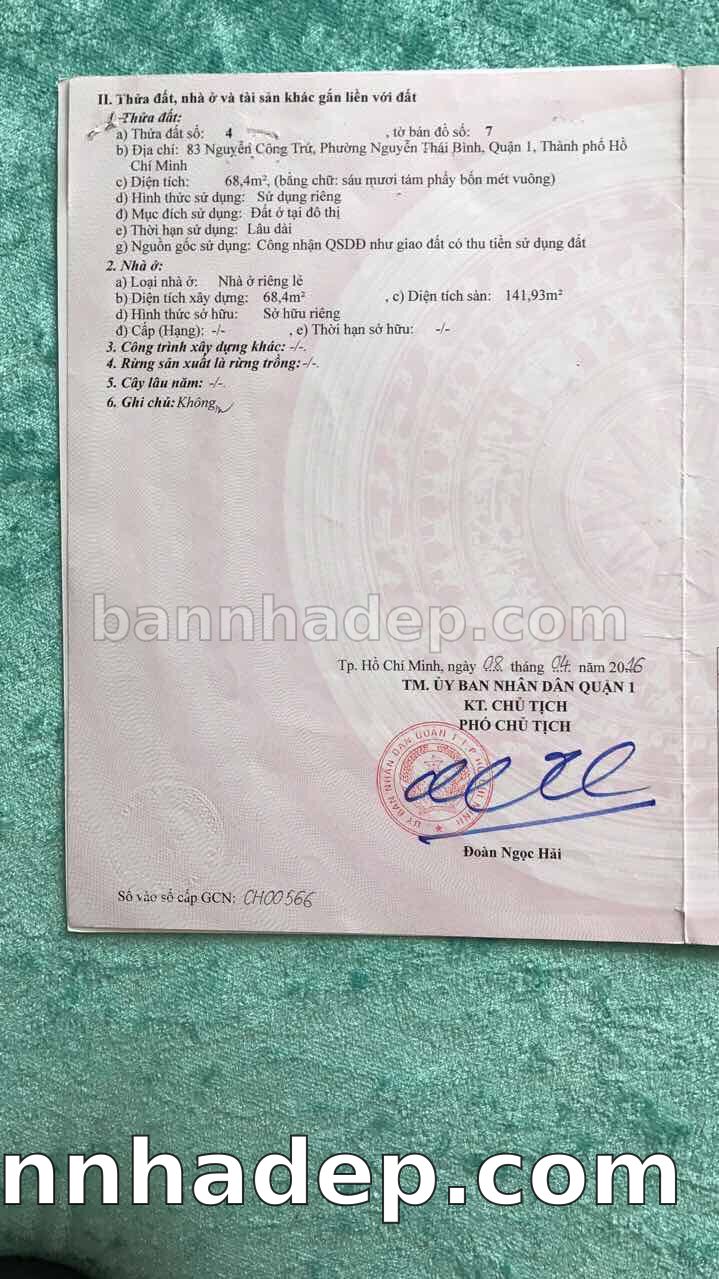 II. Thửa đất, nhà ở và tài sản khác gắn liền với đất
1. Thửa đất:
a) Thửa đất số: 4 , tờ bản đồ số: 7
b) Địa chỉ: 83 Nguyễn Công Trứ, Phường Nguyễn Thái Bình, Quận 1, Thành phố Hồ
Chí Minh
c) Diện tích: 68,4m², (bằng chữ: sáu mươi tám phẩy bốn mét vuông)
d) Hình thức sử dụng: Sử dụng riêng
đ) Mục đích sử dụng: Đất ở tại đô thị
e) Thời hạn sử dụng: Lâu dài
g) Nguồn gốc sử dụng: Công nhận QSDĐ như giao đất có thu tiền sử dụng đất
2. Nhà ở:
a) Loại nhà ở: Nhà ở riêng lẻ
b) Diện tích xây dựng: 68,4m² , c) Diện tích sàn: 141,93m²
d) Hình thức sở hữu: Sở hữu riêng
đ) Cấp (Hạng): -/- , e) Thời hạn sở hữu: -/-
3. Công trình xây dựng khác: -/-.
4. Rừng sản xuất là rừng trồng:-/-.
5. Cây lâu năm: -/-.
6. Ghi chú: Không.
bannhadep.com
Tp. Hồ Chí Minh, ngày 08 tháng 04 năm 2016
TM. ỦY BAN NHÂN DÂN QUẬN 1
KT. CHỦ TỊCH
PHÓ CHỦ TỊCH
ỦY BAN NHÂN DÂN QUẬN 1 T.P HỒ CHÍ MINH
Đoàn Ngọc Hải
Số vào sổ cấp GCN: CH00566
nnhadep.com